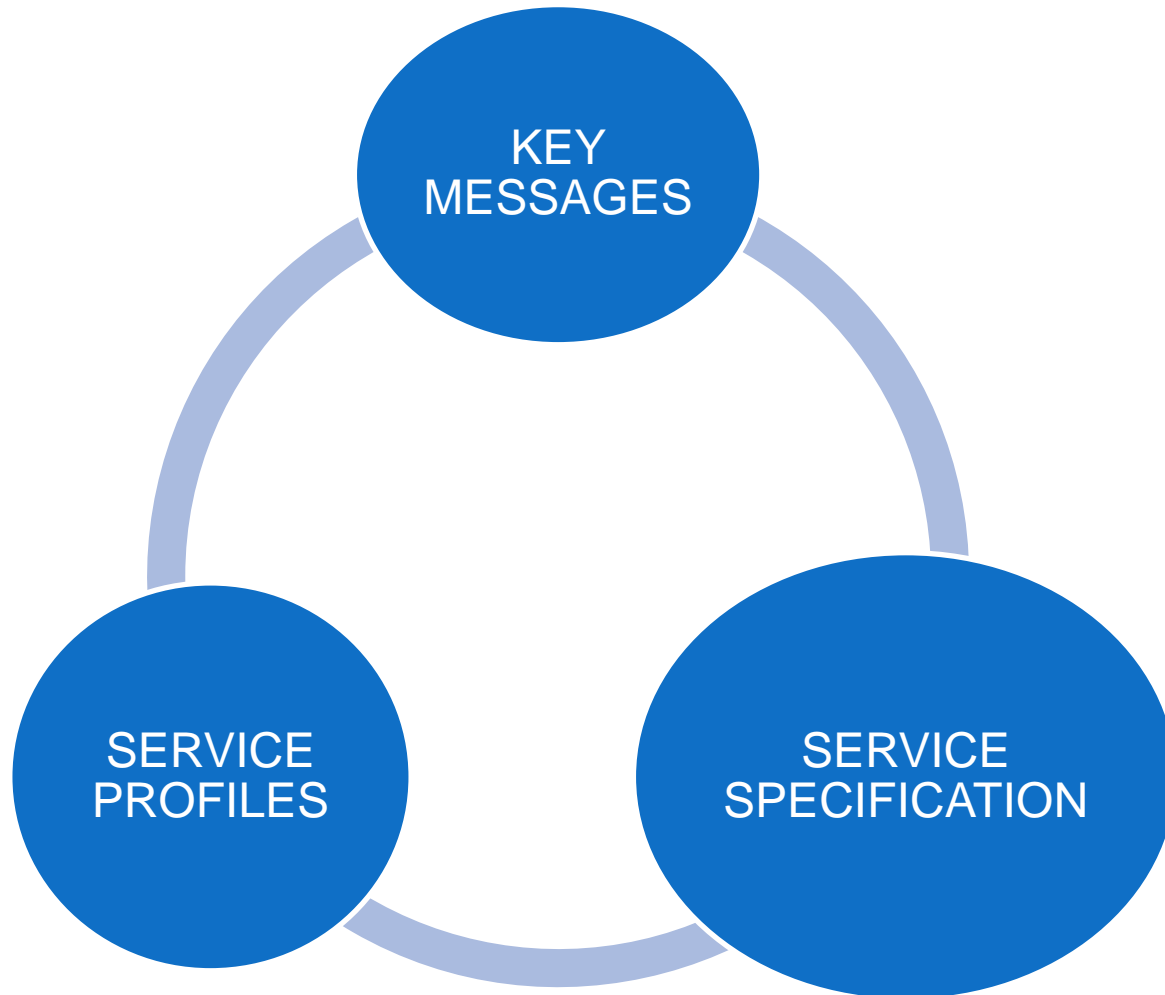 KEY
MESSAGES
SERVICE
PROFILES
SERVICE
SPECIFICATION